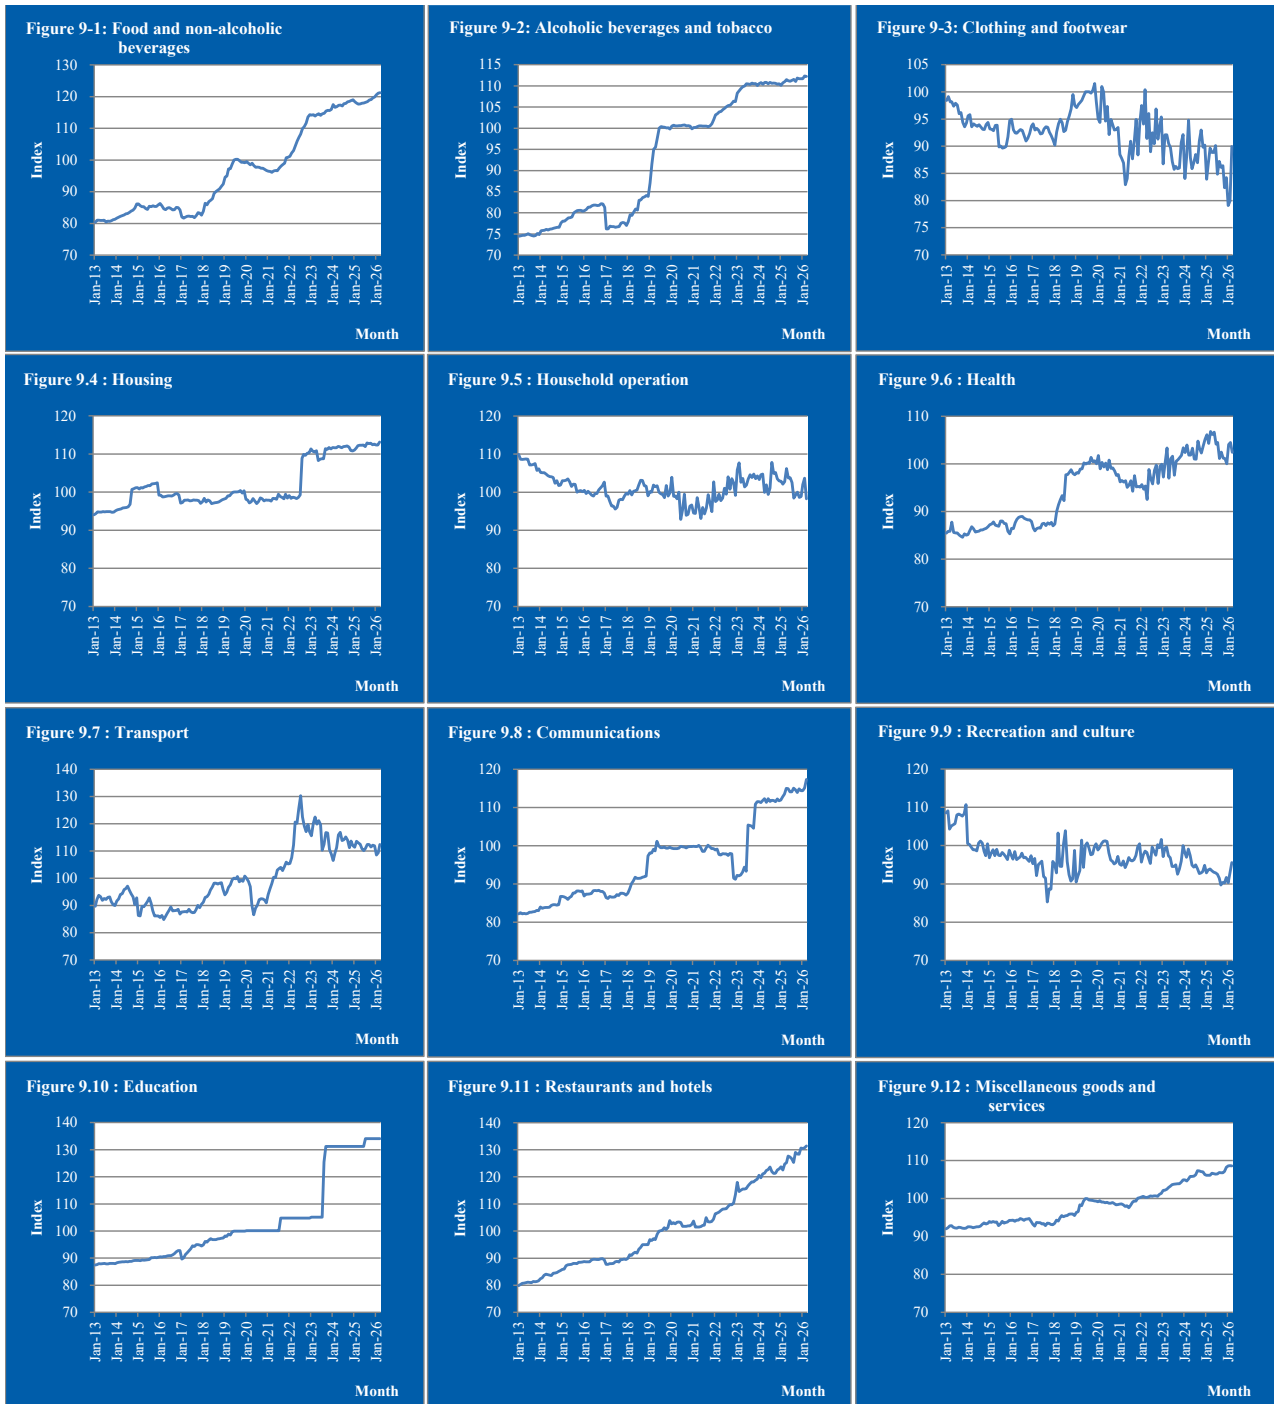 Figure 9-1: Food and non-alcoholic
beverages
130
120
110
100
90
80
70
Index
Jan-13
Jan-14
Jan-15
Jan-16
Jan-17
Jan-18
Jan-19
Jan-20
Jan-21
Jan-22
Jan-23
Jan-24
Jan-25
Jan-26
Month
Figure 9-2: Alcoholic beverages and tobacco
115
110
105
100
95
90
85
80
75
70
Index
Jan-13
Jan-14
Jan-15
Jan-16
Jan-17
Jan-18
Jan-19
Jan-20
Jan-21
Jan-22
Jan-23
Jan-24
Jan-25
Jan-26
Month
Figure 9-3: Clothing and footwear
105
100
95
90
85
80
75
70
Index
Jan-13
Jan-14
Jan-15
Jan-16
Jan-17
Jan-18
Jan-19
Jan-20
Jan-21
Jan-22
Jan-23
Jan-24
Jan-25
Jan-26
Month
Figure 9.4 : Housing
120
110
100
90
80
70
Index
Jan-13
Jan-14
Jan-15
Jan-16
Jan-17
Jan-18
Jan-19
Jan-20
Jan-21
Jan-22
Jan-23
Jan-24
Jan-25
Jan-26
Month
Figure 9.5 : Household operation
120
110
100
90
80
70
Index
Jan-13
Jan-14
Jan-15
Jan-16
Jan-17
Jan-18
Jan-19
Jan-20
Jan-21
Jan-22
Jan-23
Jan-24
Jan-25
Jan-26
Month
Figure 9.6 : Health
110
100
90
80
70
Index
Jan-13
Jan-14
Jan-15
Jan-16
Jan-17
Jan-18
Jan-19
Jan-20
Jan-21
Jan-22
Jan-23
Jan-24
Jan-25
Jan-26
Month
Figure 9.7 : Transport
140
130
120
110
100
90
80
70
Index
Jan-13
Jan-14
Jan-15
Jan-16
Jan-17
Jan-18
Jan-19
Jan-20
Jan-21
Jan-22
Jan-23
Jan-24
Jan-25
Jan-26
Month
Figure 9.8 : Communications
120
110
100
90
80
70
Index
Jan-13
Jan-14
Jan-15
Jan-16
Jan-17
Jan-18
Jan-19
Jan-20
Jan-21
Jan-22
Jan-23
Jan-24
Jan-25
Jan-26
Month
Figure 9.9 : Recreation and culture
120
110
100
90
80
70
Index
Jan-13
Jan-14
Jan-15
Jan-16
Jan-17
Jan-18
Jan-19
Jan-20
Jan-21
Jan-22
Jan-23
Jan-24
Jan-25
Jan-26
Month
Figure 9.10 : Education
140
130
120
110
100
90
80
70
Index
Jan-13
Jan-14
Jan-15
Jan-16
Jan-17
Jan-18
Jan-19
Jan-20
Jan-21
Jan-22
Jan-23
Jan-24
Jan-25
Jan-26
Month
Figure 9.11 : Restaurants and hotels
140
130
120
110
100
90
80
70
Index
Jan-13
Jan-14
Jan-15
Jan-16
Jan-17
Jan-18
Jan-19
Jan-20
Jan-21
Jan-22
Jan-23
Jan-24
Jan-25
Jan-26
Month
Figure 9.12 : Miscellaneous goods and
services
120
110
100
90
80
70
Index
Jan-13
Jan-14
Jan-15
Jan-16
Jan-17
Jan-18
Jan-19
Jan-20
Jan-21
Jan-22
Jan-23
Jan-24
Jan-25
Jan-26
Month